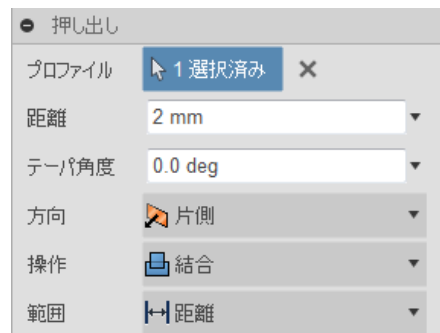 押し出し
プロファイル 1 選択済み
距離 2 mm
テーパ角度 0.0 deg
方向 片側
操作 結合
範囲 距離